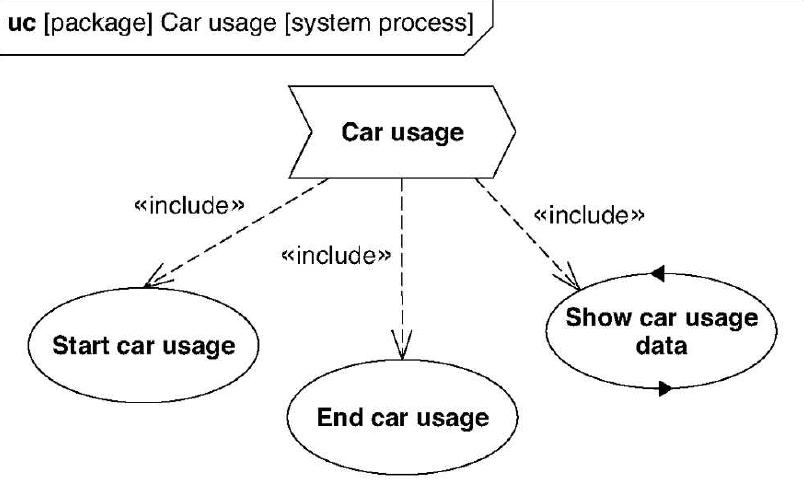 uc [package] Car usage [system process]
Car usage
«include»
«include»
«include»
Start car usage
End car usage
Show car usage
data